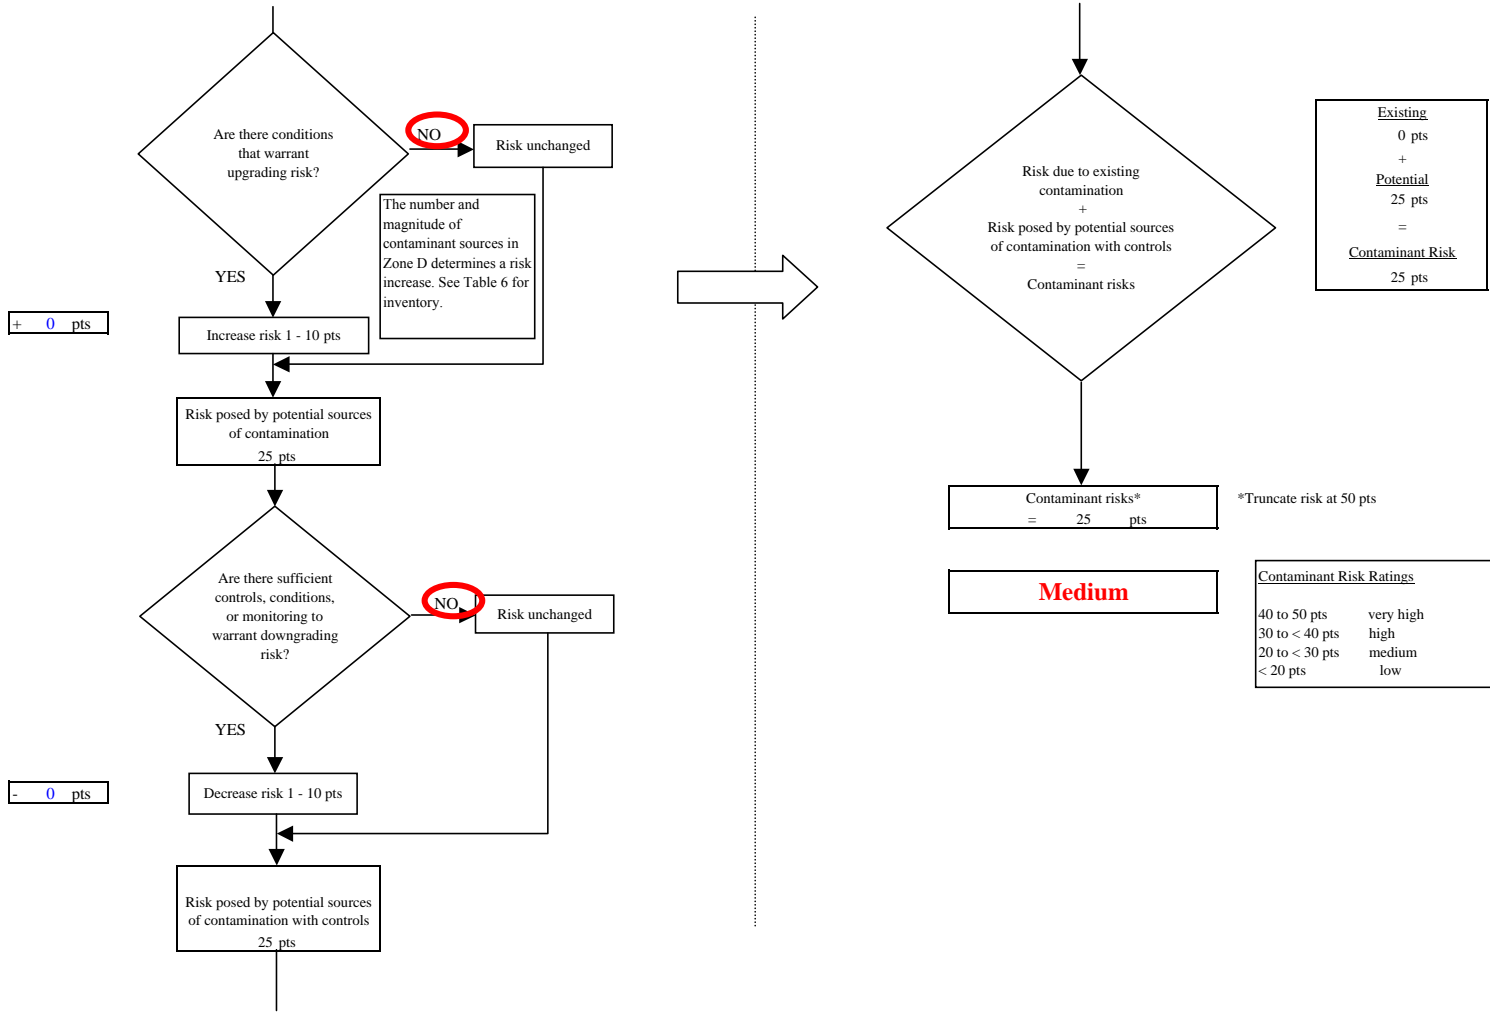 Are there conditions
that warrant
upgrading risk?
NO
Risk unchanged
The number and
magnitude of
contaminant sources in
Zone D determines a risk
increase. See Table 6 for
inventory.
YES
+ 0 pts
Increase risk 1 - 10 pts
Risk posed by potential sources
of contamination
25 pts
Are there sufficient
controls, conditions,
or monitoring to
warrant downgrading
risk?
NO
Risk unchanged
YES
- 0 pts
Decrease risk 1 - 10 pts
Risk posed by potential sources
of contamination with controls
25 pts
Risk due to existing
contamination
+
Risk posed by potential sources
of contamination with controls
=
Contaminant risks
Existing
0 pts
+
Potential
25 pts
=
Contaminant Risk
25 pts
Contaminant risks*
= 25 pts
*Truncate risk at 50 pts
Medium
Contaminant Risk Ratings
40 to 50 pts very high
30 to < 40 pts high
20 to < 30 pts medium
< 20 pts low